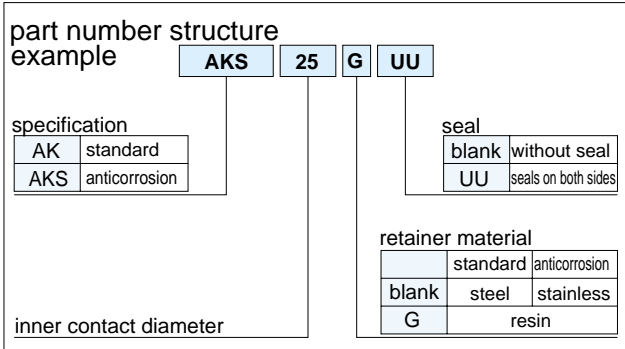 part number structure
example
AKS 25 G UU
specification
AK standard
AKS anticorrosion
seal
blank without seal
UU seals on both sides
retainer material
standard anticorrosion
blank steel stainless
G resin
inner contact diameter